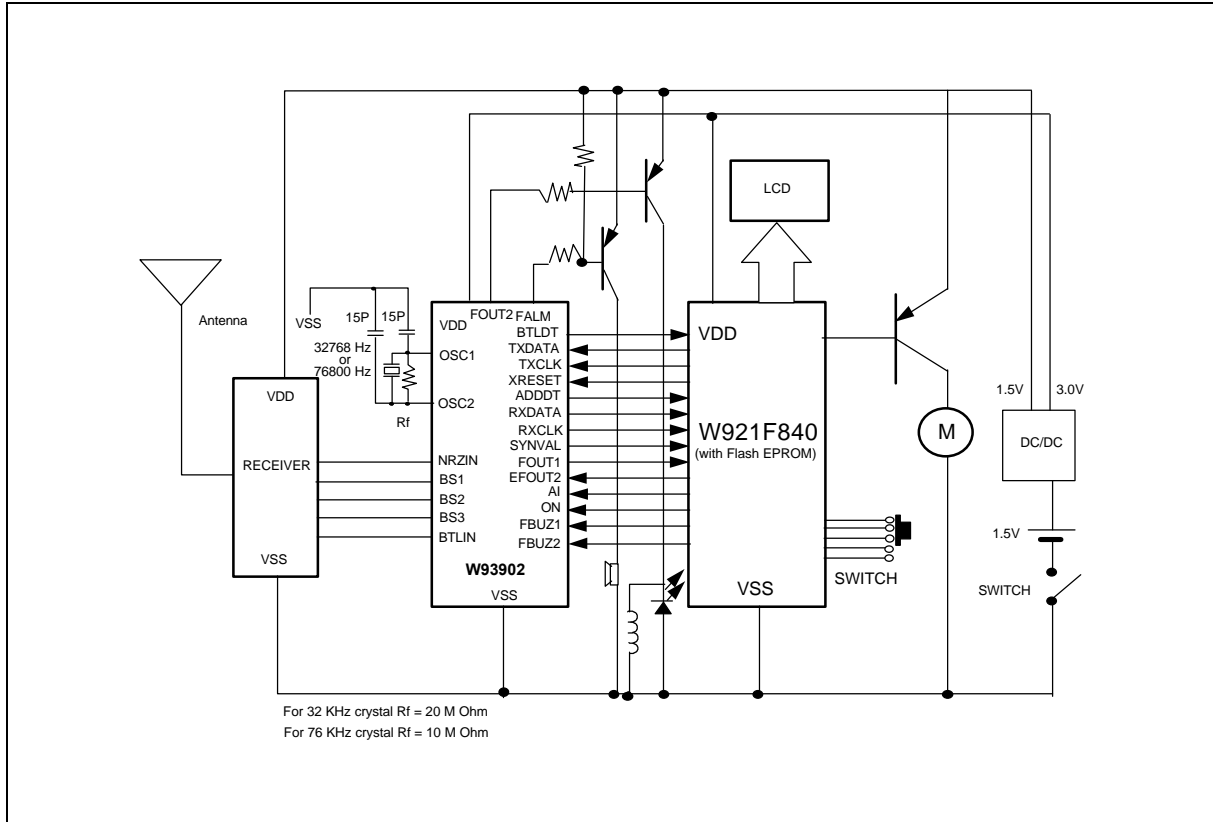 LCD
Antenna
VSS
15P
15P
32768 Hz
or
76800 Hz
Rf
VDD
RECEIVER
VSS
VDD
FOUT2
FALM
OSC1
OSC2
NRZIN
BS1
BS2
BS3
BTLIN
BTLDT
TXDATA
TXCLK
XRESET
ADDDT
RXDATA
RXCLK
SYNVAL
FOUT1
EFOUT2
AI
ON
FBUZ1
FBUZ2
W93902
VSS
VDD
W921F840
(with Flash EPROM)
VSS
SWITCH
M
1.5V
3.0V
DC/DC
1.5V
SWITCH
For 32 KHz crystal Rf = 20 M Ohm
For 76 KHz crystal Rf = 10 M Ohm